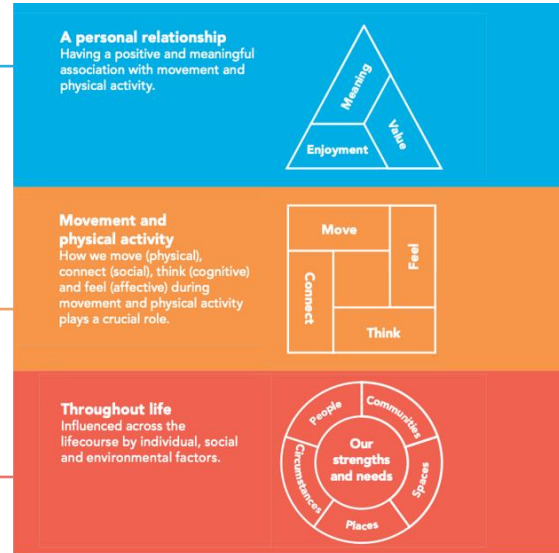 A personal relationship
Having a positive and meaningful
association with movement and
physical activity.
Meaning
Value
Enjoyment
Movement and
physical activity
How we move (physical),
connect (social), think (cognitive)
and feel (affective) during
movement and physical activity
plays a crucial role.
Move
Feel
Connect
Think
Throughout life
Influenced across the
lifecourse by individual, social
and environmental factors.
People
Communities
Circumstances
Our
strengths
and needs
Spaces
Places